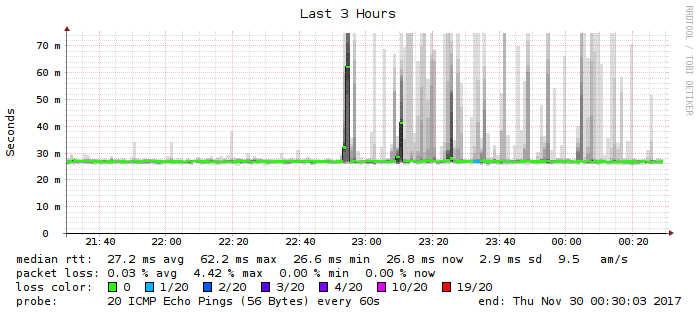 Last 3 Hours
RRDTOOL / TOBI OETIKER
Seconds
70 m
60 m
50 m
40 m
30 m
20 m
10 m
0
21:40 22:00 22:20 22:40 23:00 23:20 23:40 00:00 00:20
median rtt: 27.2 ms avg 62.2 ms max 26.6 ms min 26.8 ms now 2.9 ms sd 9.5 am/s
packet loss: 0.03 % avg 4.42 % max 0.00 % min 0.00 % now
loss color: 0 1/20 2/20 3/20 4/20 10/20 19/20
probe: 20 ICMP Echo Pings (56 Bytes) every 60s end: Thu Nov 30 00:30:03 2017